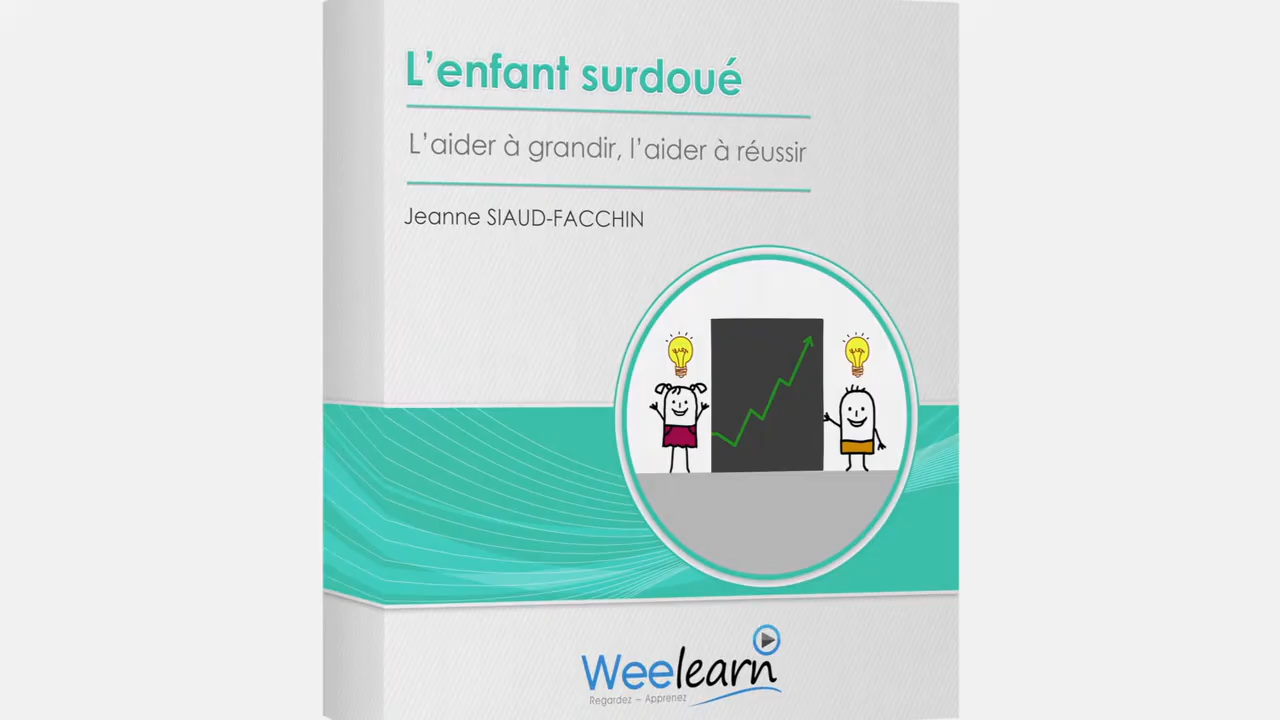 L'enfant surdoué
L'aider à grandir, l'aider à réussir
Jeanne SIAUD-FACCHIN
Weelearn
Regardez – Apprenez